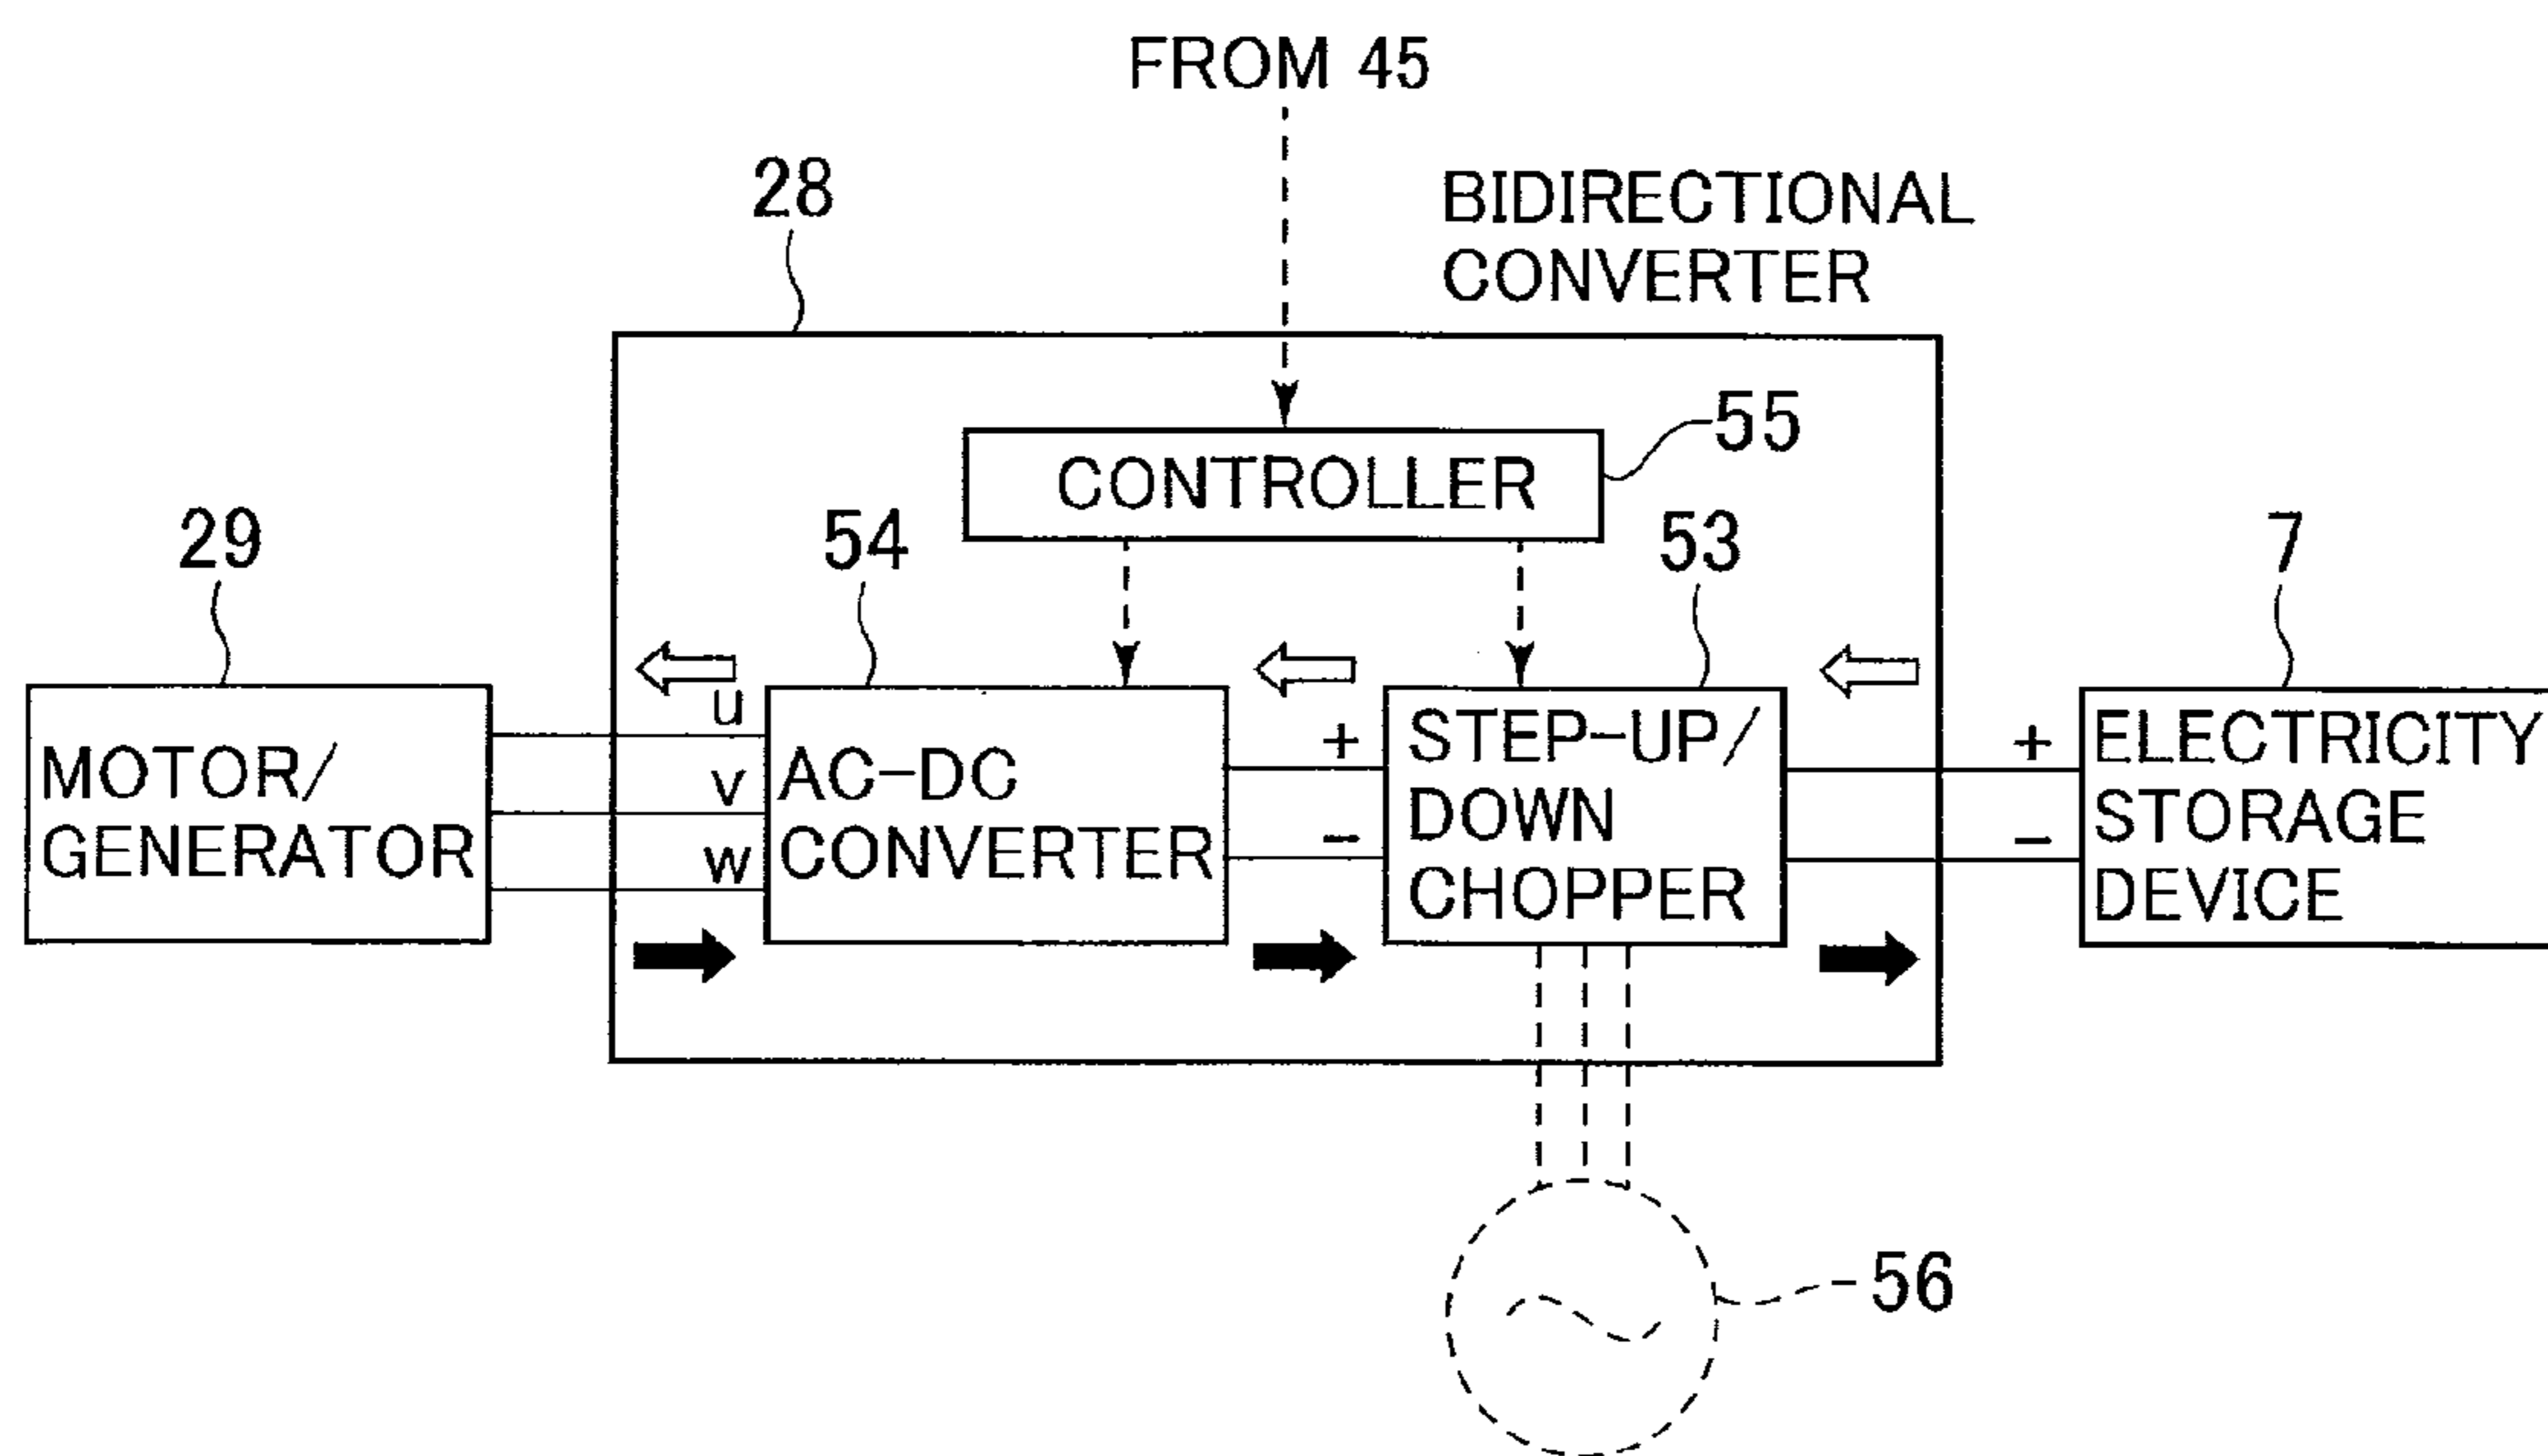 FROM 45
28
BIDIRECTIONAL
CONVERTER
55
CONTROLLER
29
54
53
7
u
v
w
MOTOR/
GENERATOR
AC-DC
CONVERTER
+
-
STEP-UP/
DOWN
CHOPPER
+
-
ELECTRICITY
STORAGE
DEVICE
56